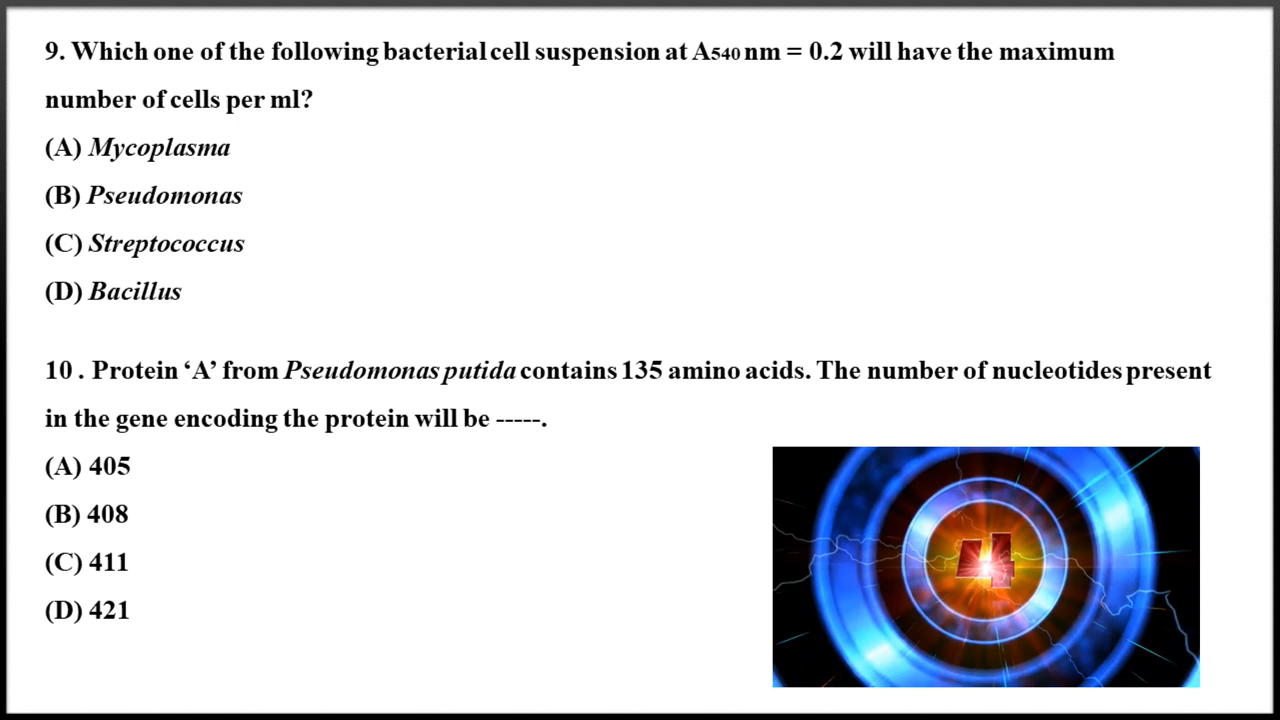 9. Which one of the following bacterial cell suspension at A540 nm = 0.2 will have the maximum
number of cells per ml?
(A) Mycoplasma
(B) Pseudomonas
(C) Streptococcus
(D) Bacillus
10 . Protein ‘A’ from Pseudomonas putida contains 135 amino acids. The number of nucleotides present
in the gene encoding the protein will be -----.
(A) 405
(B) 408
(C) 411
(D) 421
4